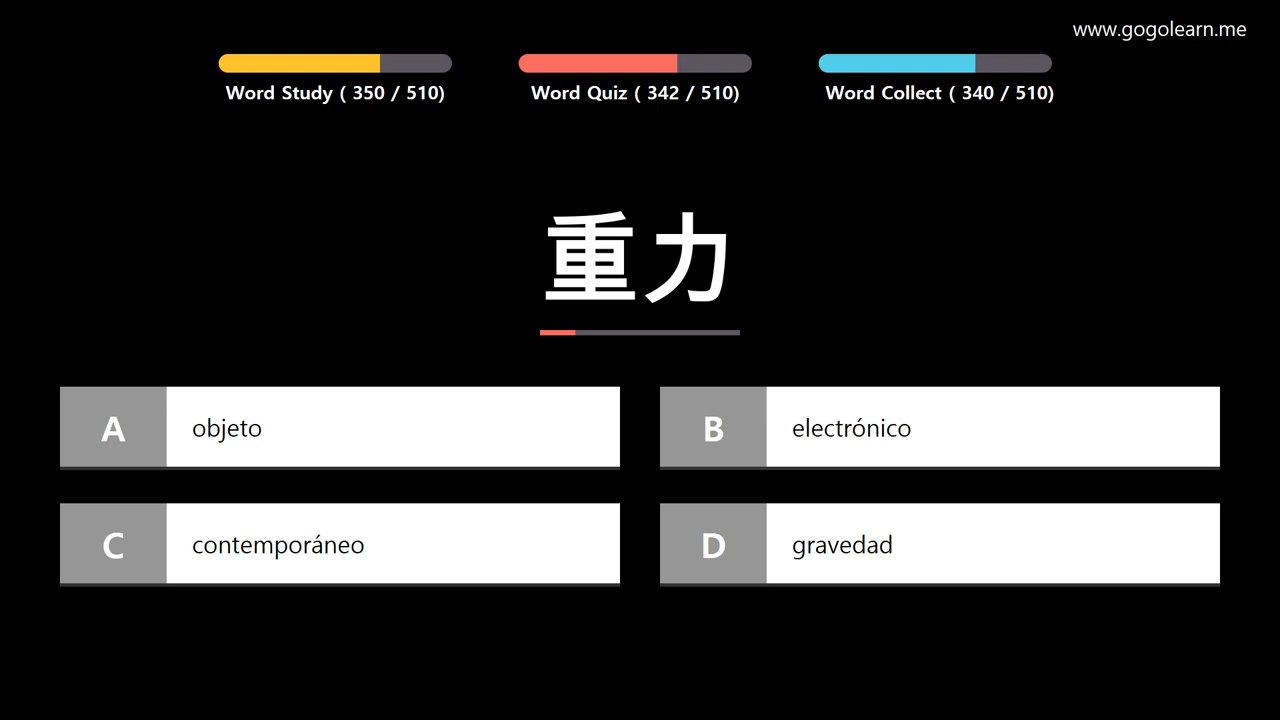 www.gogolearn.me
Word Study ( 350 / 510)
Word Quiz ( 342 / 510)
Word Collect ( 340 / 510)
重力
A objeto
B electrónico
C contemporáneo
D gravedad